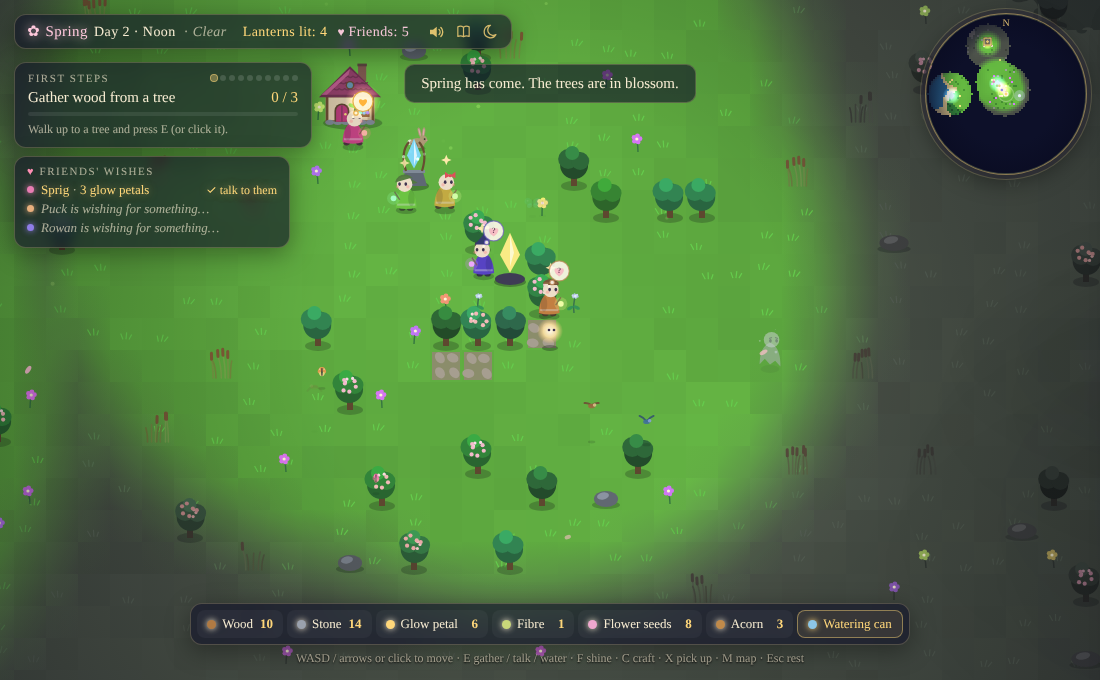 Spring Day 2 · Noon · Clear Lanterns lit: 4 ♥ Friends: 5
N
FIRST STEPS
Gather wood from a tree 0 / 3
Walk up to a tree and press E (or click it).
Spring has come. The trees are in blossom.
♥ FRIENDS' WISHES
Sprig · 3 glow petals ✓ talk to them
Puck is wishing for something…
Rowan is wishing for something…
Wood 10 Stone 14 Glow petal 6 Fibre 1 Flower seeds 8 Acorn 3 Watering can
WASD / arrows or click to move · E gather / talk / water · F shine · C craft · X pick up · M map · Esc rest